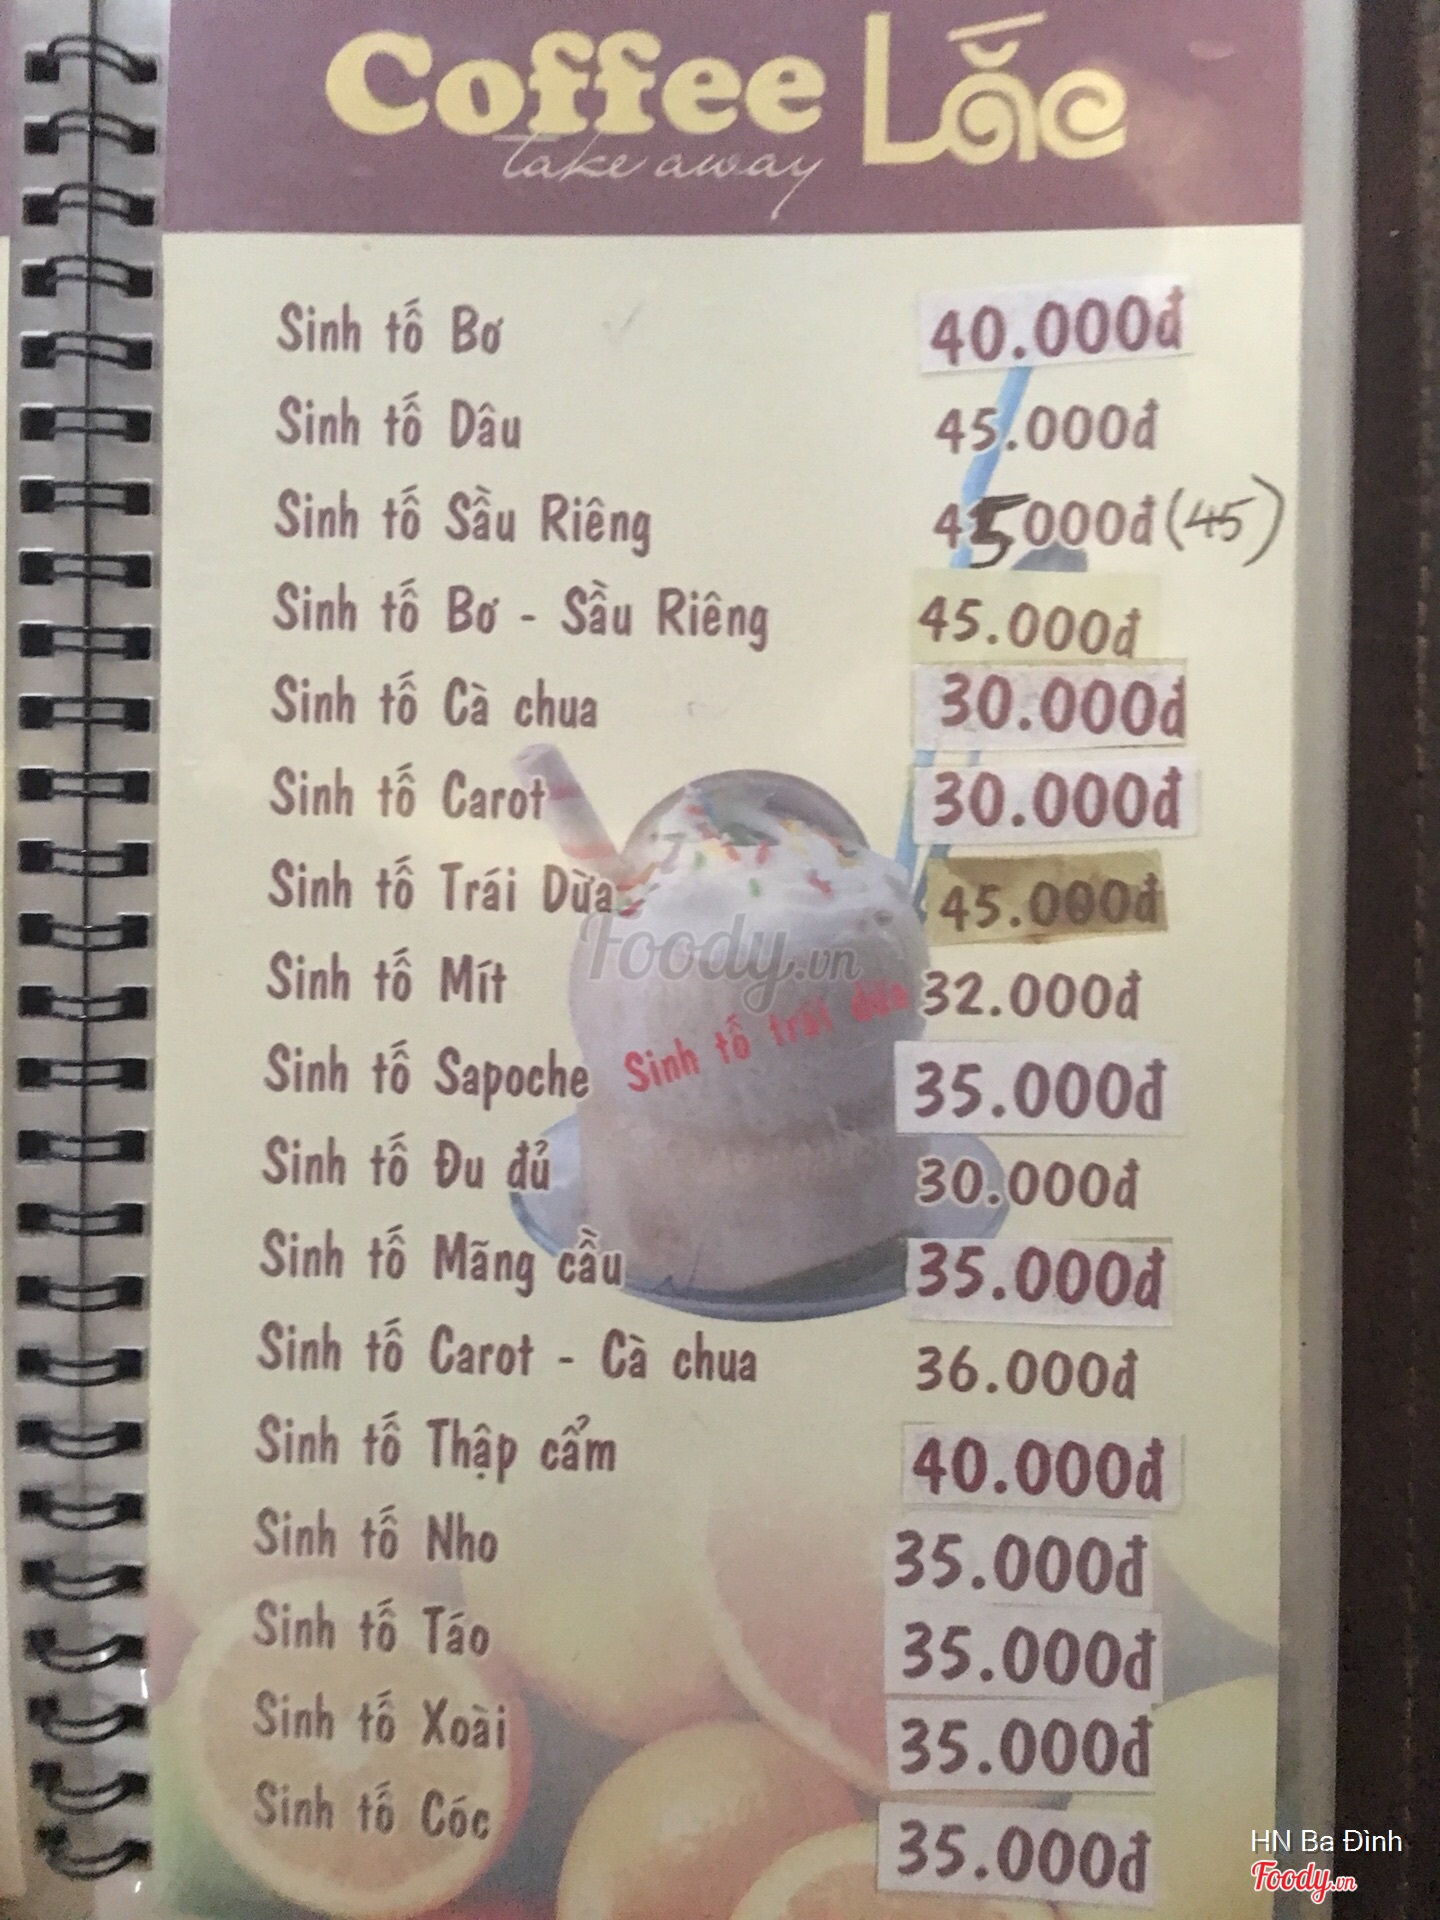 Coffee Lắc
take away
Sinh tố Bơ 40.000đ
Sinh tố Dâu 45.000đ
Sinh tố Sầu Riêng 45000đ (45)
Sinh tố Bơ - Sầu Riêng 45.000đ
Sinh tố Cà chua 30.000đ
Sinh tố Carot 30.000đ
Sinh tố Trái Dừa 45.000đ
Foody.vn
Sinh tố Mít 32.000đ
Sinh tố trái dừa
Sinh tố Sapoche 35.000đ
Sinh tố Đu đủ 30.000đ
Sinh tố Mãng cầu 35.000đ
Sinh tố Carot - Cà chua 36.000đ
Sinh tố Thập cẩm 40.000đ
Sinh tố Nho 35.000đ
Sinh tố Táo 35.000đ
Sinh tố Xoài 35.000đ
Sinh tố Cóc 35.000đ
HN Ba Đình
Foody.vn